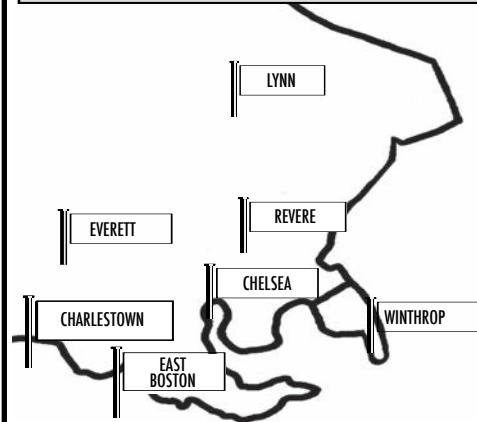 LYNN
REVERE
EVERETT
CHELSEA
CHARLESTOWN
WINTHROP
EAST
BOSTON